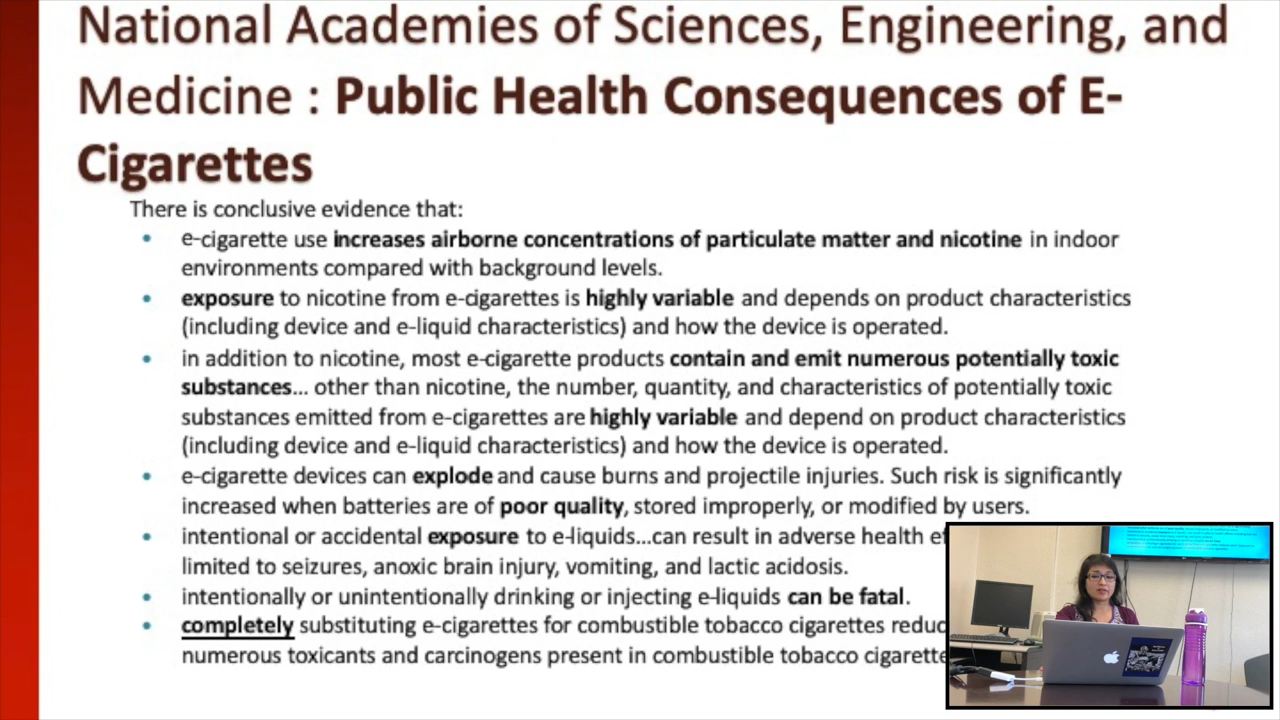 National Academies of Sciences, Engineering, and
Medicine : Public Health Consequences of E-
Cigarettes
There is conclusive evidence that:
• e-cigarette use increases airborne concentrations of particulate matter and nicotine in indoor
environments compared with background levels.
• exposure to nicotine from e-cigarettes is highly variable and depends on product characteristics
(including device and e-liquid characteristics) and how the device is operated.
• in addition to nicotine, most e-cigarette products contain and emit numerous potentially toxic
substances... other than nicotine, the number, quantity, and characteristics of potentially toxic
substances emitted from e-cigarettes are highly variable and depend on product characteristics
(including device and e-liquid characteristics) and how the device is operated.
• e-cigarette devices can explode and cause burns and projectile injuries. Such risk is significantly
increased when batteries are of poor quality, stored improperly, or modified by users.
• intentional or accidental exposure to e-liquids...can result in adverse health ef
limited to seizures, anoxic brain injury, vomiting, and lactic acidosis.
• intentionally or unintentionally drinking or injecting e-liquids can be fatal.
• completely substituting e-cigarettes for combustible tobacco cigarettes reduc
numerous toxicants and carcinogens present in combustible tobacco cigarette